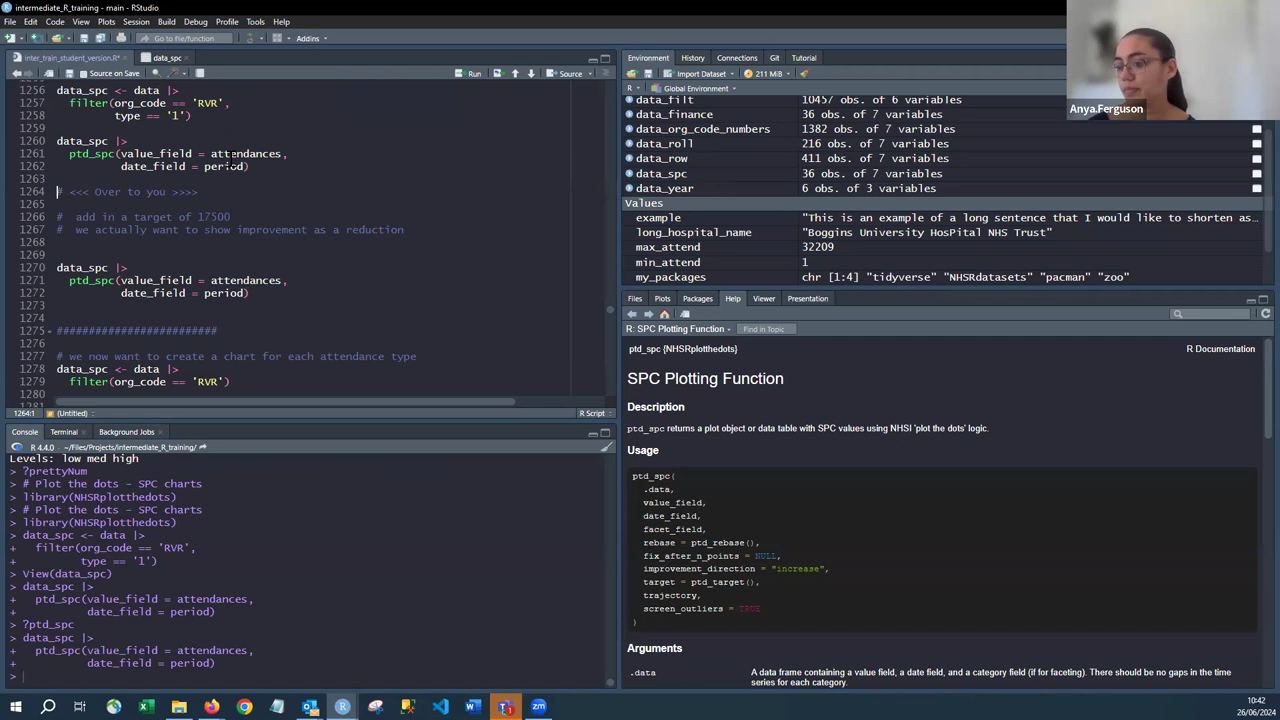 intermediate_R_training - main - RStudio
File Edit Code View Plots Session Build Debug Profile Tools Help
Go to file/function
Addins
inter_train_student_version.R*
data_spc
Source on Save
Run
Source
1256 data_spc <- data |>
1257 filter(org_code == 'RVR',
1258 type == '1')
1259
1260 data_spc |>
1261 ptd_spc(value_field = attendances,
1262 date_field = period)
1263
1264 # <<< Over to you >>>>
1265
1266 # add in a target of 17500
1267 # we actually want to show improvement as a reduction
1268
1269
1270 data_spc |>
1271 ptd_spc(value_field = attendances,
1272 date_field = period)
1273
1274
1275 #########################
1276
1277 # we now want to create a chart for each attendance type
1278 data_spc <- data |>
1279 filter(org_code == 'RVR')
1280
1281
1264:1 (Untitled) R Script
Console Terminal Background Jobs
R 4.4.0 · ~/Files/Projects/intermediate_R_training/
Levels: low med high
> ?prettyNum
> # Plot the dots - SPC charts
> library(NHSRplotthedots)
> # Plot the dots - SPC charts
> library(NHSRplotthedots)
> data_spc <- data |>
+ filter(org_code == 'RVR',
+ type == '1')
> View(data_spc)
> data_spc |>
+ ptd_spc(value_field = attendances,
+ date_field = period)
> ?ptd_spc
> data_spc |>
+ ptd_spc(value_field = attendances,
+ date_field = period)
>
Environment History Connections Git Tutorial
Import Dataset 211 MiB
R Global Environment
data_filt 10457 obs. of 6 variables
data_finance 36 obs. of 7 variables
data_org_code_numbers 1382 obs. of 7 variables
data_roll 216 obs. of 7 variables
data_row 411 obs. of 7 variables
data_spc 36 obs. of 7 variables
data_year 6 obs. of 3 variables
Values
example "This is an example of a long sentence that I would like to shorten as…
long_hospital_name "Boggins University HosPital NHS Trust"
max_attend 32209
min_attend 1
my_packages chr [1:4] "tidyverse" "NHSRdatasets" "pacman" "zoo"
Files Plots Packages Help Viewer Presentation
R: SPC Plotting Function Find in Topic
ptd_spc {NHSRplotthedots} R Documentation
SPC Plotting Function
Description
ptd_spc returns a plot object or data table with SPC values using NHSI 'plot the dots' logic.
Usage
ptd_spc(
.data,
value_field,
date_field,
facet_field,
rebase = ptd_rebase(),
fix_after_n_points = NULL,
improvement_direction = "increase",
target = ptd_target(),
trajectory,
screen_outliers = TRUE
)
Arguments
.data A data frame containing a value field, a date field, and a category field (if for faceting). There should be no gaps in the time
series for each category.
Anya.Ferguson
10:42
26/06/2024